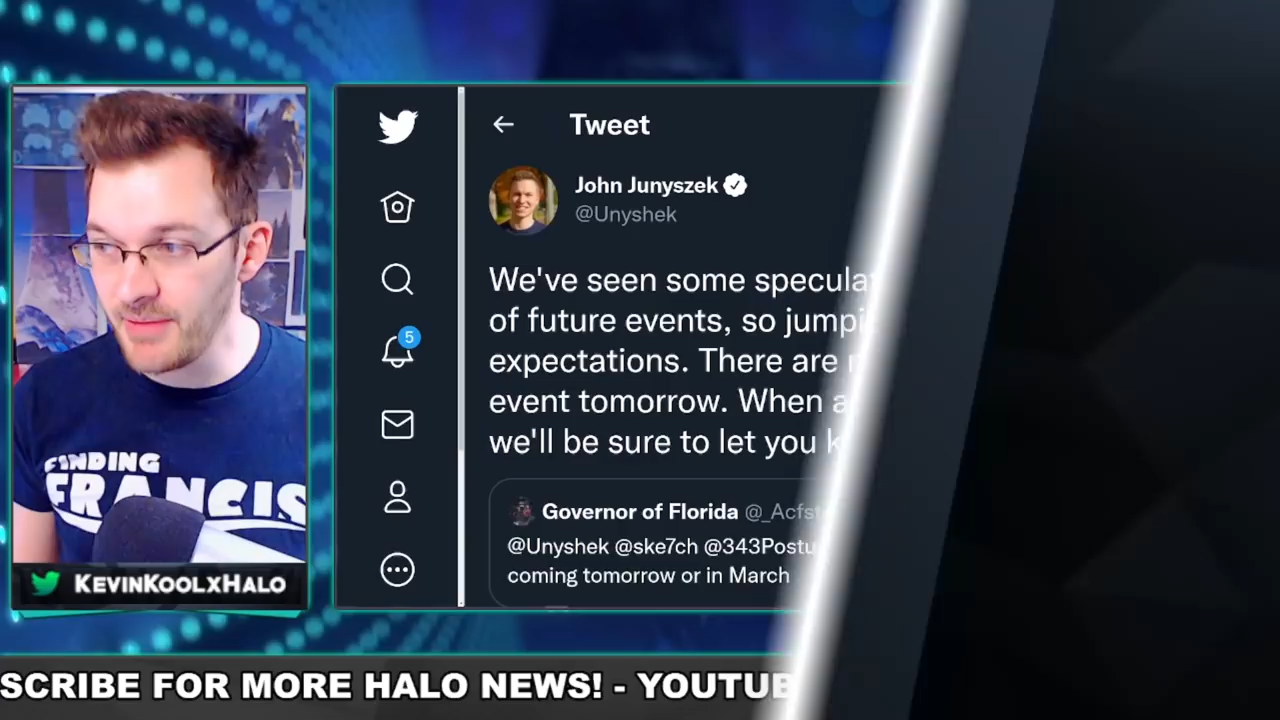 Tweet
John Junyszek
@Unyshek
We've seen some specula
of future events, so jumpi
expectations. There are
event tomorrow. When a
we'll be sure to let you k
5
Governor of Florida @_Acfst
@Unyshek @ske7ch @343Postu
coming tomorrow or in March
FINDING
FRANCIS
KEVINKOOLXHALO
SCRIBE FOR MORE HALO NEWS! - YOUTUB